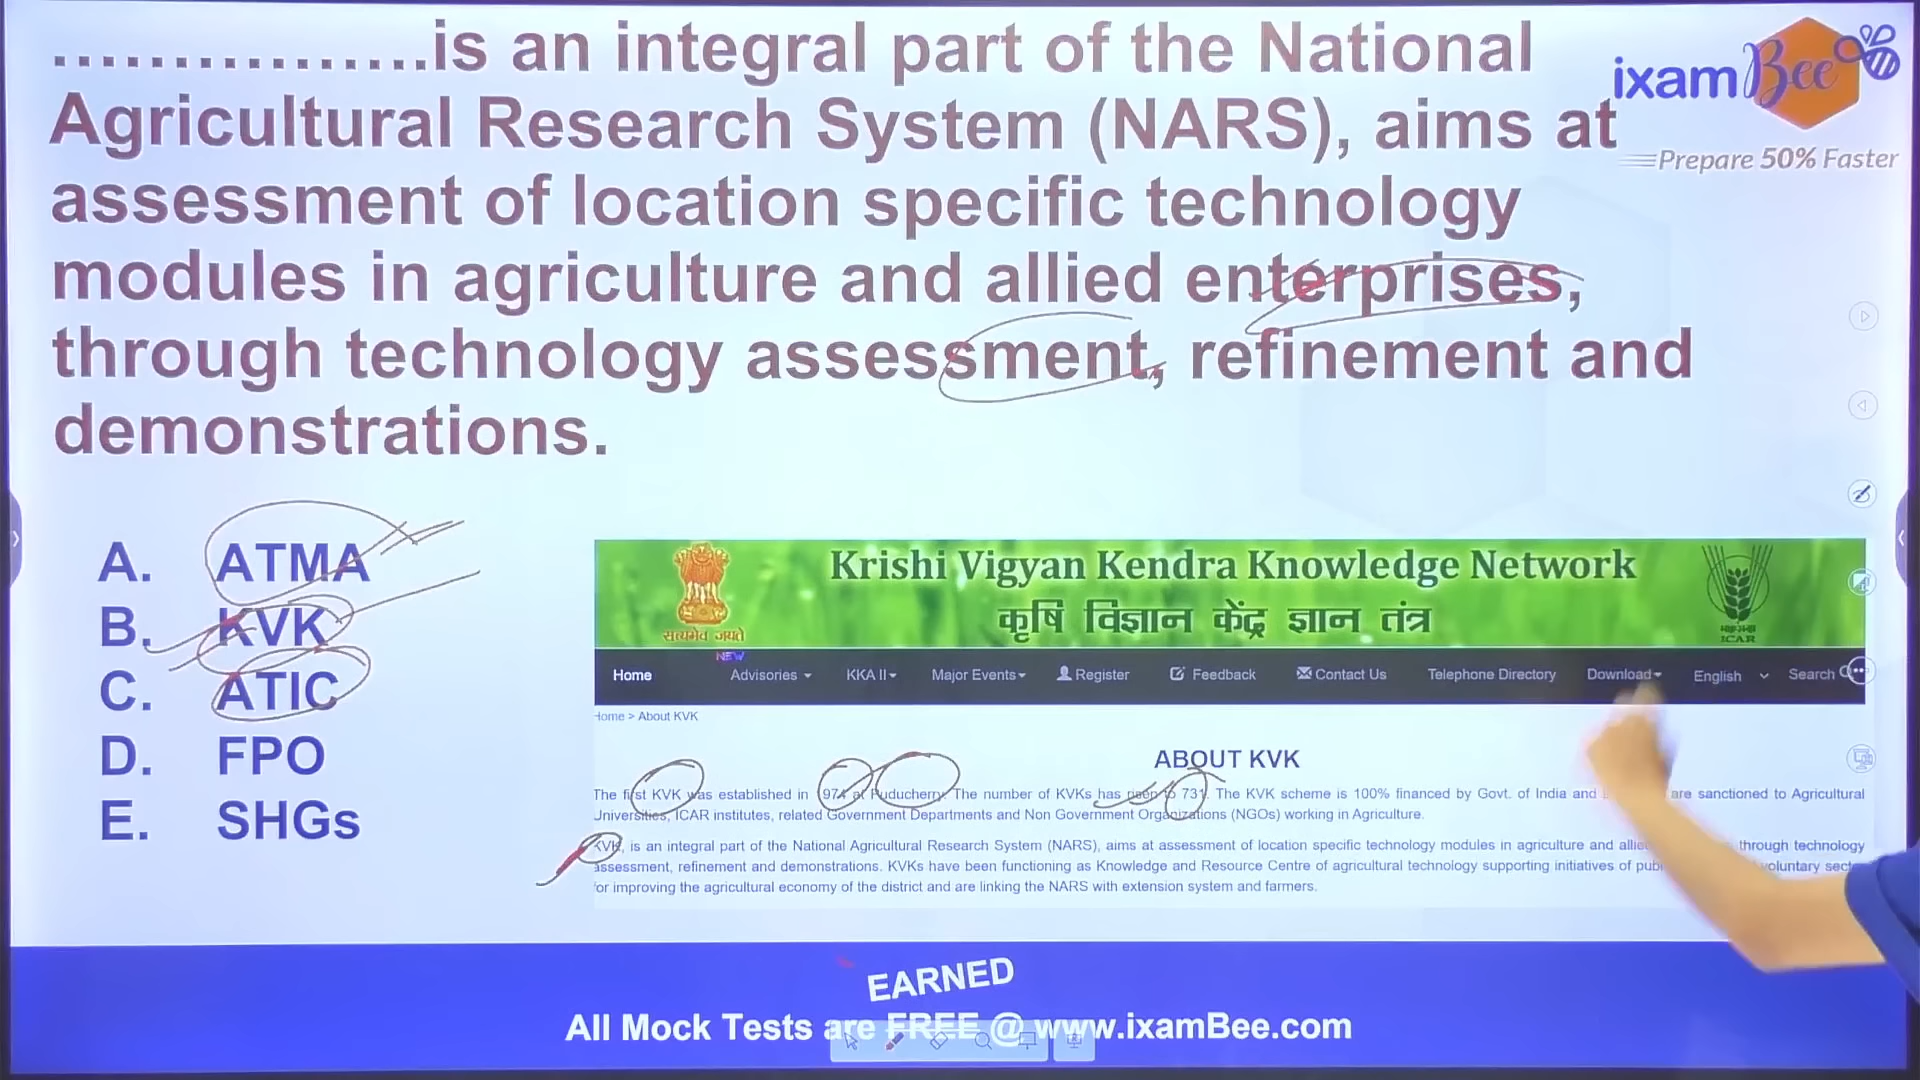 ................is an integral part of the National
Agricultural Research System (NARS), aims at
assessment of location specific technology
modules in agriculture and allied enterprises,
through technology assessment, refinement and
demonstrations.
ixamBee
Prepare 50% Faster
A. ATMA
B. KVK
C. ATIC
D. FPO
E. SHGs
Krishi Vigyan Kendra Knowledge Network
कृषि विज्ञान केंद्र ज्ञान तंत्र
सत्यमेव जयते
ICAR
NEW
Home Advisories KKA II Major Events Register Feedback Contact Us Telephone Directory Download English Search
Home > About KVK
ABOUT KVK
The first KVK was established in 1974 at Puducherry. The number of KVKs has to 731. The KVK scheme is 100% financed by Govt. of India and are sanctioned to Agricultural
Universities, ICAR institutes, related Government Departments and Non Government Organizations (NGOs) working in Agriculture.
KVK, is an integral part of the National Agricultural Research System (NARS), aims at assessment of location specific technology modules in agriculture and through technology
assessment, refinement and demonstrations. KVKs have been functioning as Knowledge and Resource Centre of agricultural technology supporting initiatives of voluntary
for improving the agricultural economy of the district and are linking the NARS with extension system and farmers.
EARNED
All Mock Tests are FREE @ www.ixamBee.com